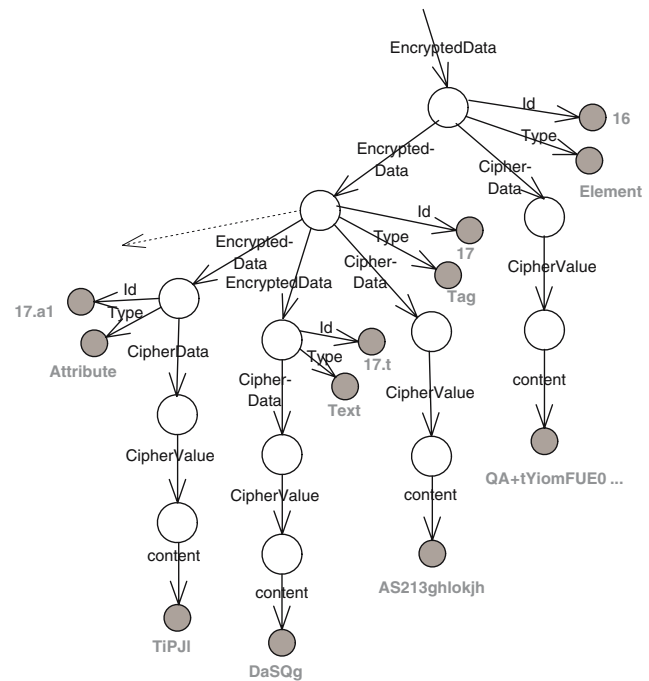 EncryptedData
Id
16
Type
Element
Encrypted-
Data
Cipher-
Data
Id
17
Type
Tag
Encrypted-
Data
EncryptedData
Cipher-
Data
CipherValue
Id
17.a1
Type
Attribute
Id
17.t
Type
Text
CipherData
Cipher-
Data
CipherValue
content
QA+tYiomFUE0 ...
CipherValue
CipherValue
content
AS213ghlokjh
content
TiPJI
content
DaSQg